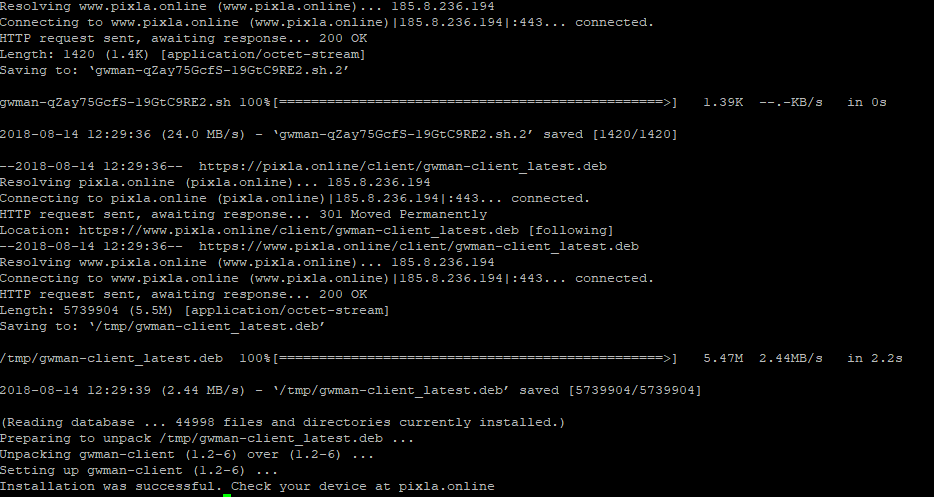 Resolving www.pixla.online (www.pixla.online)... 185.8.236.194
Connecting to www.pixla.online (www.pixla.online)|185.8.236.194|:443... connected.
HTTP request sent, awaiting response... 200 OK
Length: 1420 (1.4K) [application/octet-stream]
Saving to: ‘gwman-qZay75GcfS-19GtC9RE2.sh.2’
gwman-qZay75GcfS-19GtC9RE2.sh 100%[================================================>]   1.39K  --.-KB/s   in 0s
2018-08-14 12:29:36 (24.0 MB/s) - ‘gwman-qZay75GcfS-19GtC9RE2.sh.2’ saved [1420/1420]
--2018-08-14 12:29:36--  https://pixla.online/client/gwman-client_latest.deb
Resolving pixla.online (pixla.online)... 185.8.236.194
Connecting to pixla.online (pixla.online)|185.8.236.194|:443... connected.
HTTP request sent, awaiting response... 301 Moved Permanently
Location: https://www.pixla.online/client/gwman-client_latest.deb [following]
--2018-08-14 12:29:36--  https://www.pixla.online/client/gwman-client_latest.deb
Resolving www.pixla.online (www.pixla.online)... 185.8.236.194
Connecting to www.pixla.online (www.pixla.online)|185.8.236.194|:443... connected.
HTTP request sent, awaiting response... 200 OK
Length: 5739904 (5.5M) [application/octet-stream]
Saving to: ‘/tmp/gwman-client_latest.deb’
/tmp/gwman-client_latest.deb  100%[================================================>]   5.47M  2.44MB/s   in 2.2s
2018-08-14 12:29:39 (2.44 MB/s) - ‘/tmp/gwman-client_latest.deb’ saved [5739904/5739904]
(Reading database ... 44998 files and directories currently installed.)
Preparing to unpack /tmp/gwman-client_latest.deb ...
Unpacking gwman-client (1.2-6) over (1.2-6) ...
Setting up gwman-client (1.2-6) ...
Installation was successful. Check your device at pixla.online